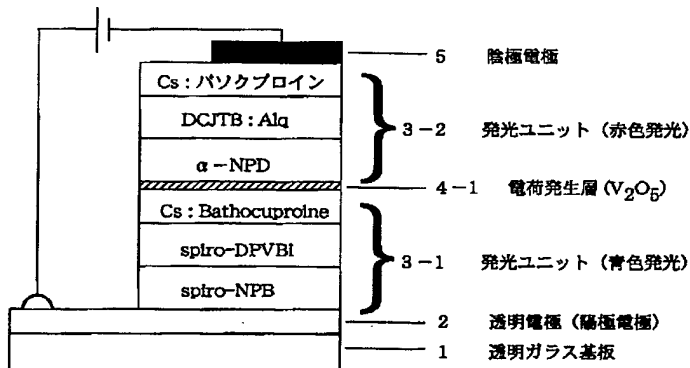 5 陰極電極
Cs : バソクプロイン
DCJTB : Alq
3-2 発光ユニット (赤色発光)
α-NPD
4-1 電荷発生層 (V₂O₅)
Cs : Bathocuproine
spiro-DPVBi
3-1 発光ユニット (青色発光)
spiro-NPB
2 透明電極 (陽極電極)
1 透明ガラス基板